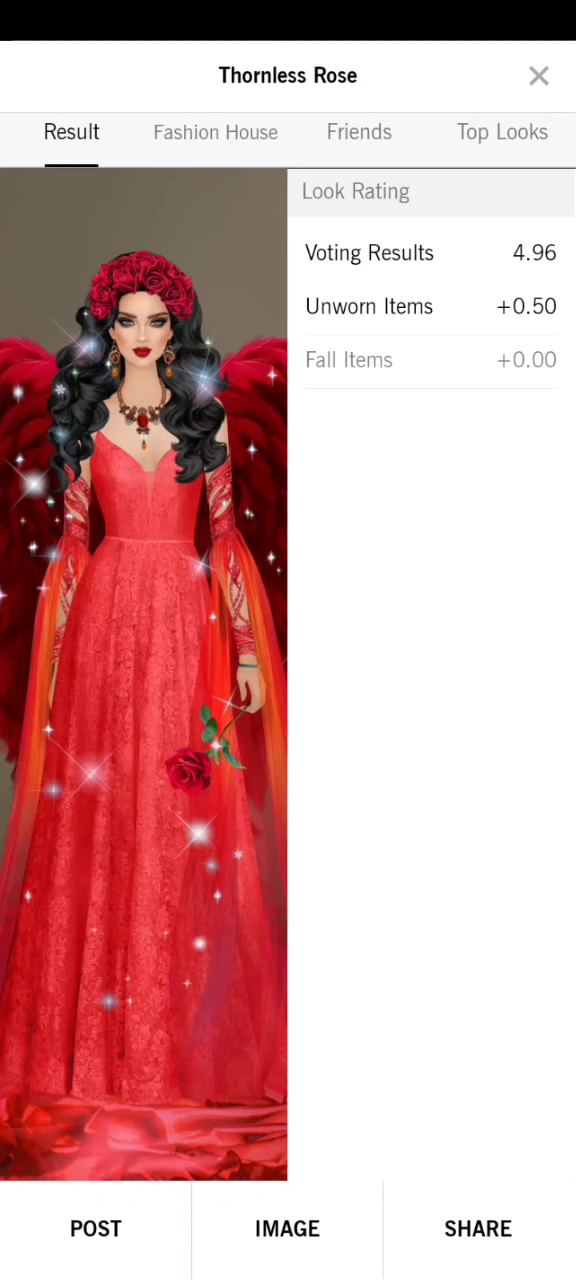 Thornless Rose
Result Fashion House Friends Top Looks
Look Rating
Voting Results 4.96
Unworn Items +0.50
Fall Items +0.00
POST IMAGE SHARE